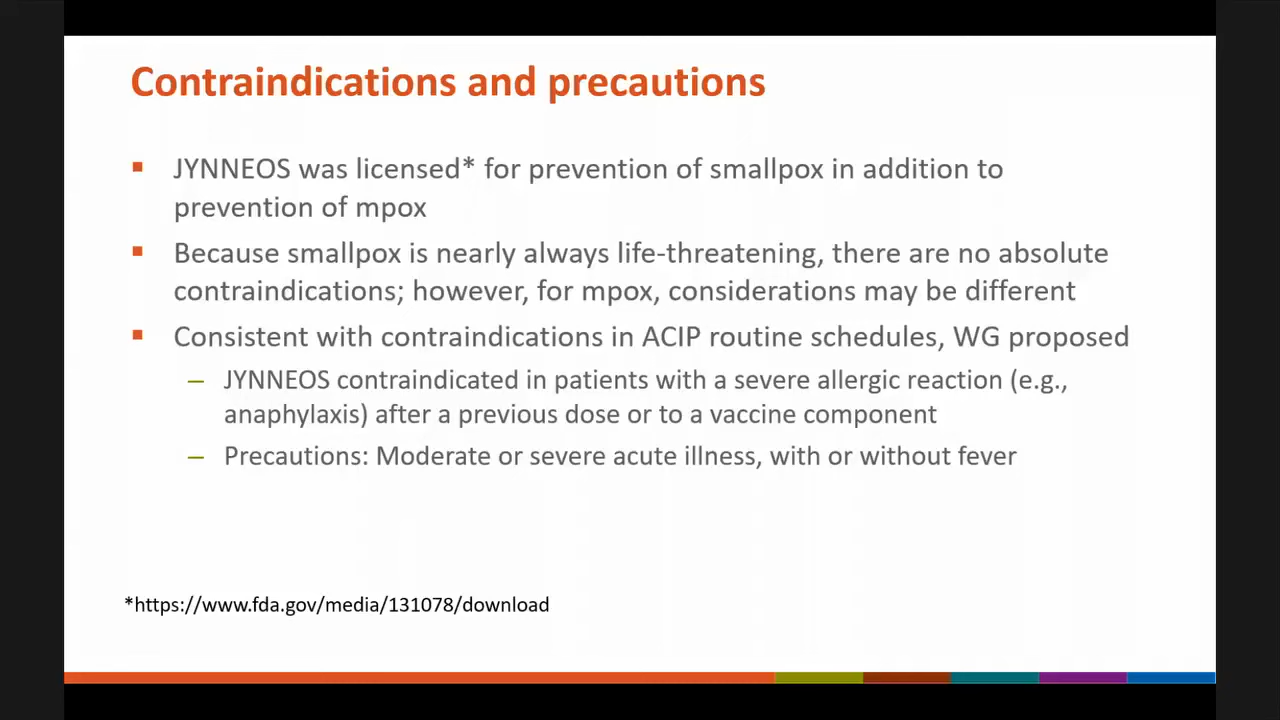 Contraindications and precautions
▪ JYNNEOS was licensed* for prevention of smallpox in addition to
prevention of mpox
▪ Because smallpox is nearly always life-threatening, there are no absolute
contraindications; however, for mpox, considerations may be different
▪ Consistent with contraindications in ACIP routine schedules, WG proposed
– JYNNEOS contraindicated in patients with a severe allergic reaction (e.g.,
anaphylaxis) after a previous dose or to a vaccine component
– Precautions: Moderate or severe acute illness, with or without fever
*https://www.fda.gov/media/131078/download